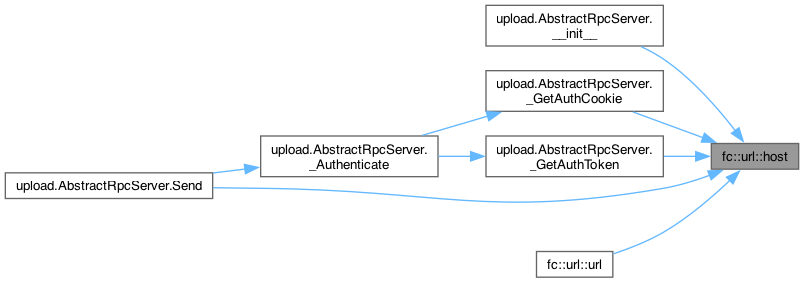 upload.AbstractRpcServer.
__init__
upload.AbstractRpcServer.
_GetAuthCookie
upload.AbstractRpcServer.
_Authenticate
upload.AbstractRpcServer.
_GetAuthToken
fc::url::host
upload.AbstractRpcServer.Send
fc::url::url